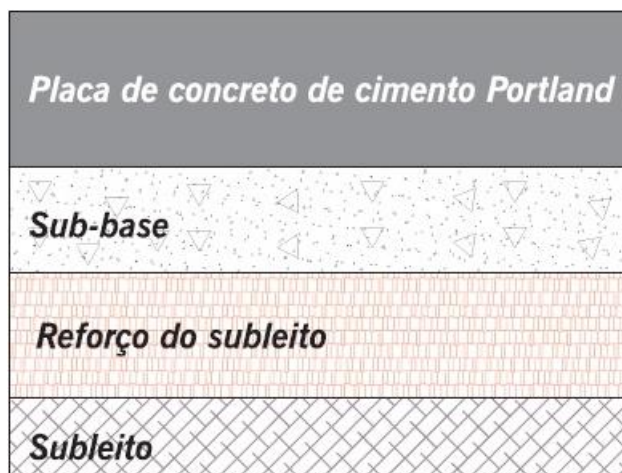 Placa de concreto de cimento Portland
Sub-base
Reforço do subleito
Subleito